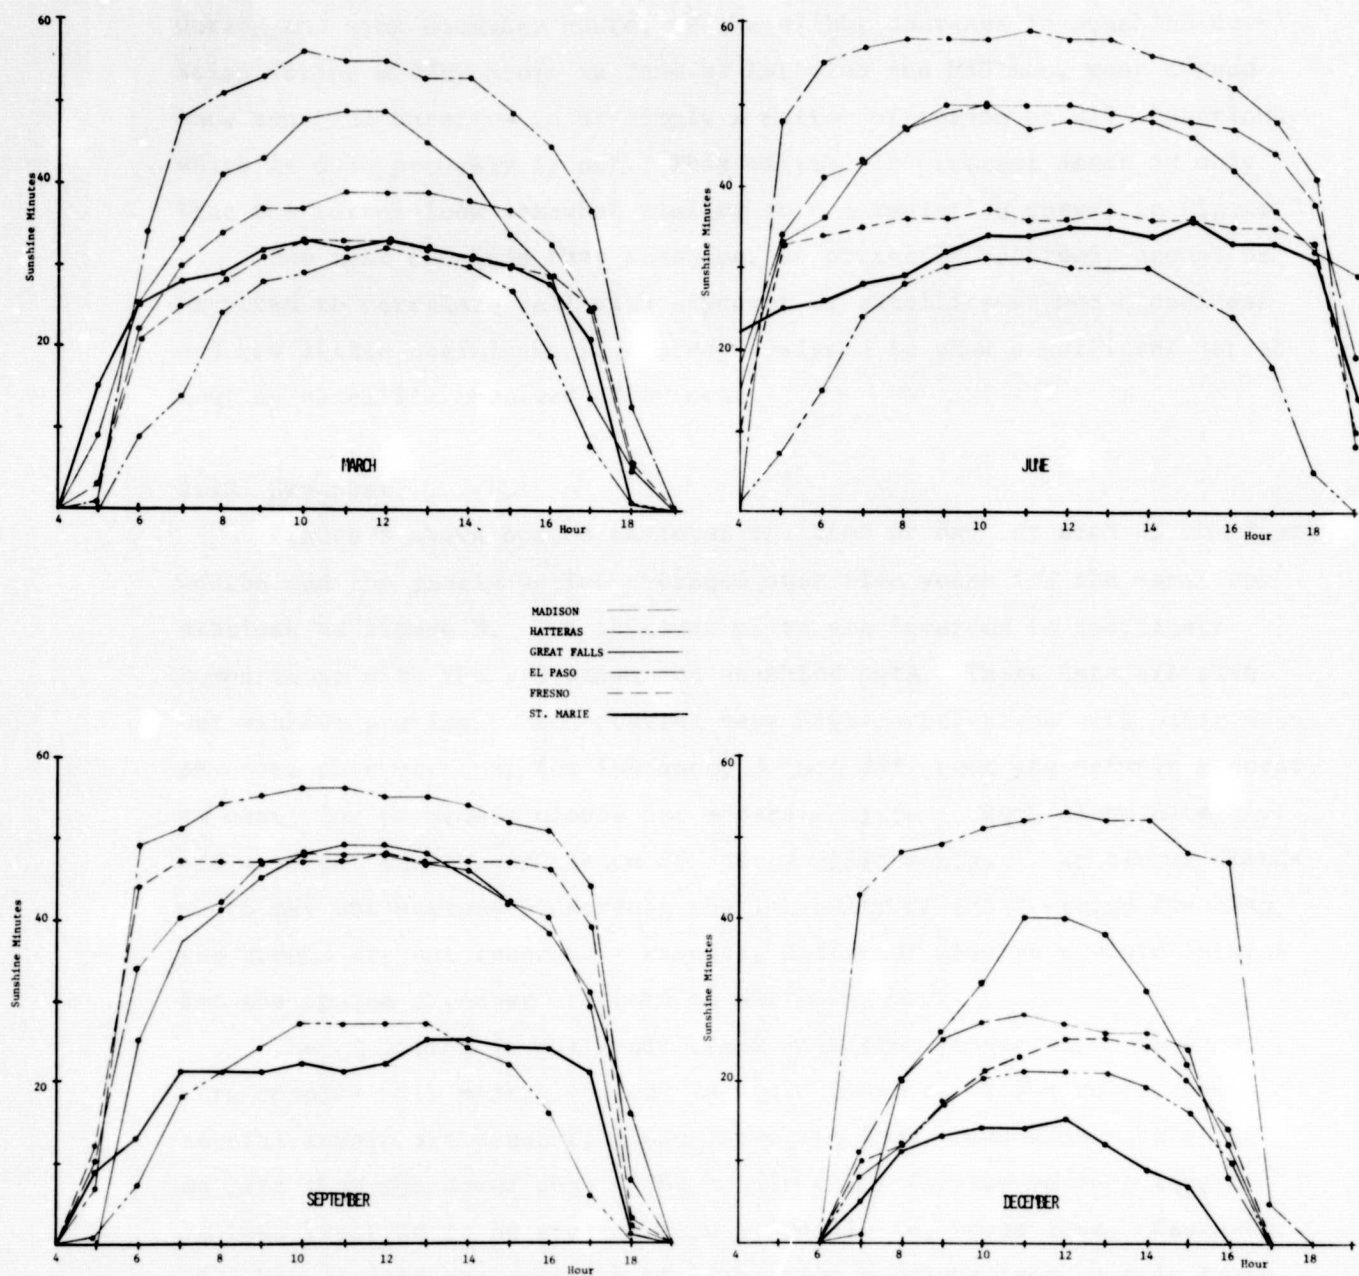 60
40
20
Sunshine Minutes
MARCH
4 6 8 10 12 14 16 18
Hour
60
40
20
Sunshine Minutes
JUNE
4 6 8 10 12 14 16 18
Hour
MADISON
HATTERAS
GREAT FALLS
EL PASO
FRESNO
ST. MARIE
60
40
20
Sunshine Minutes
SEPTEMBER
4 6 8 10 12 14 16 18
Hour
60
40
20
Sunshine Minutes
DECEMBER
4 6 8 10 12 14 16 18
Hour